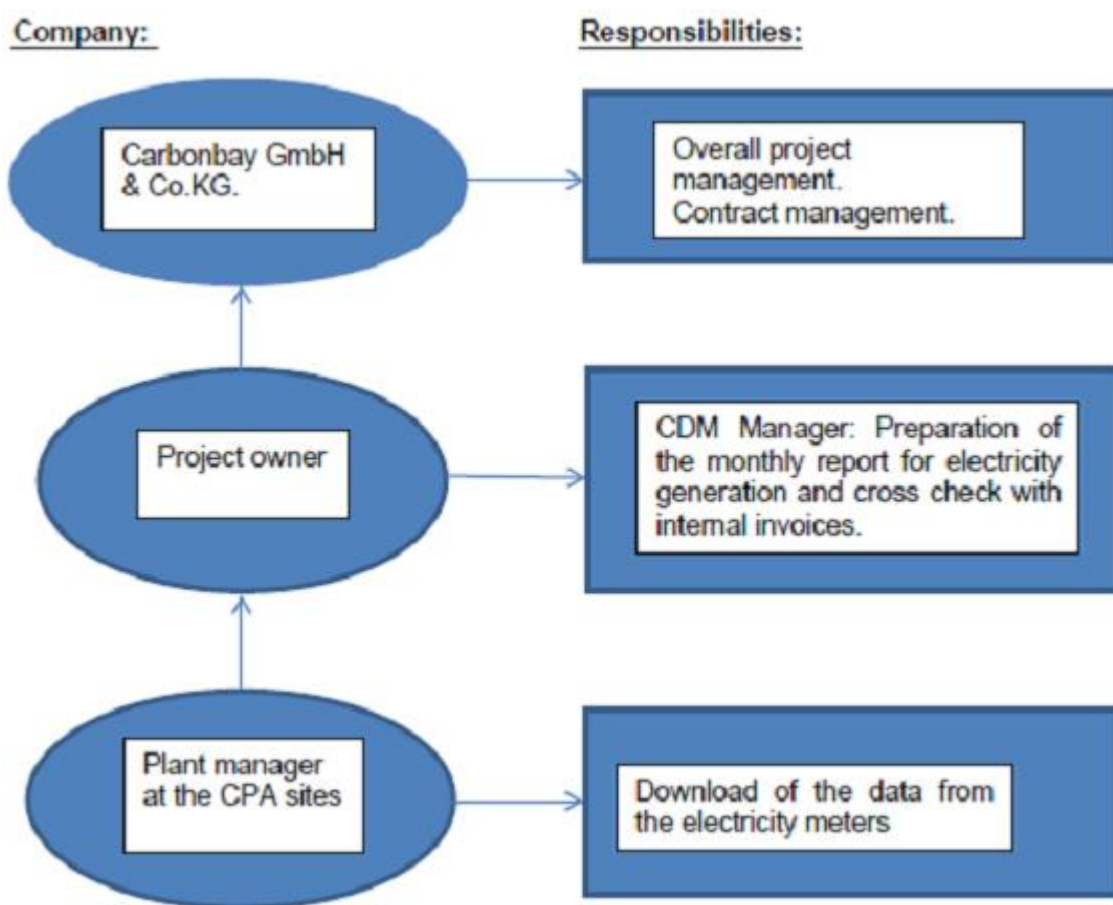 Company:
Responsibilities:
Carbonbay GmbH
& Co.KG.
Overall project
management.
Contract management.
Project owner
CDM Manager: Preparation of
the monthly report for electricity
generation and cross check with
internal invoices.
Plant manager
at the CPA sites
Download of the data from
the electricity meters